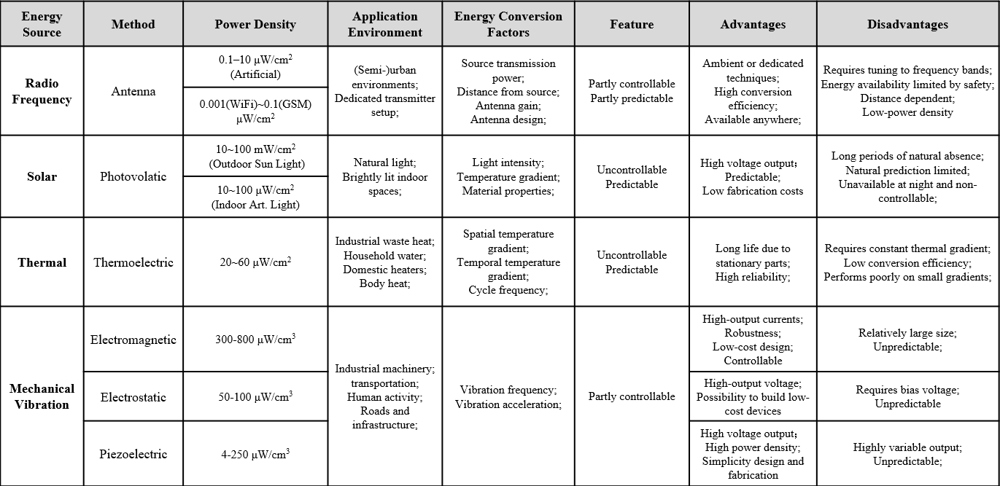 Energy
Source
Method
Power Density
Application
Environment
Energy Conversion
Factors
Feature
Advantages
Disadvantages
Radio
Frequency
Antenna
0.1–10 μW/cm²
(Artificial)
0.001(WiFi)~0.1(GSM)
μW/cm²
(Semi-)urban
environments;
Dedicated transmitter
setup;
Source transmission
power;
Distance from source;
Antenna gain;
Antenna design;
Partly controllable
Partly predictable
Ambient or dedicated
techniques;
High conversion
efficiency;
Available anywhere;
Requires tuning to frequency bands;
Energy availability limited by safety;
Distance dependent;
Low-power density
Solar
Photovolatic
10~100 mW/cm²
(Outdoor Sun Light)
10~100 μW/cm²
(Indoor Art. Light)
Natural light;
Brightly lit indoor
spaces;
Light intensity;
Temperature gradient;
Material properties;
Uncontrollable
Predictable
High voltage output;
Predictable;
Low fabrication costs
Long periods of natural absence;
Natural prediction limited;
Unavailable at night and non-
controllable;
Thermal
Thermoelectric
20~60 μW/cm²
Industrial waste heat;
Household water;
Domestic heaters;
Body heat;
Spatial temperature
gradient;
Temporal temperature
gradient;
Cycle frequency;
Uncontrollable
Predictable
Long life due to
stationary parts;
High reliability;
Requires constant thermal gradient;
Low conversion efficiency;
Performs poorly on small gradients;
Mechanical
Vibration
Electromagnetic
300-800 μW/cm³
Industrial machinery;
transportation;
Human activity;
Roads and
infrastructure;
Vibration frequency;
Vibration acceleration;
Partly controllable
High-output currents;
Robustness;
Low-cost design;
Controllable
Relatively large size;
Unpredictable;
Electrostatic
50-100 μW/cm³
High-output voltage;
Possibility to build low-
cost devices
Requires bias voltage;
Unpredictable
Piezoelectric
4-250 μW/cm³
High voltage output;
High power density;
Simplicity design and
fabrication
Highly variable output;
Unpredictable;